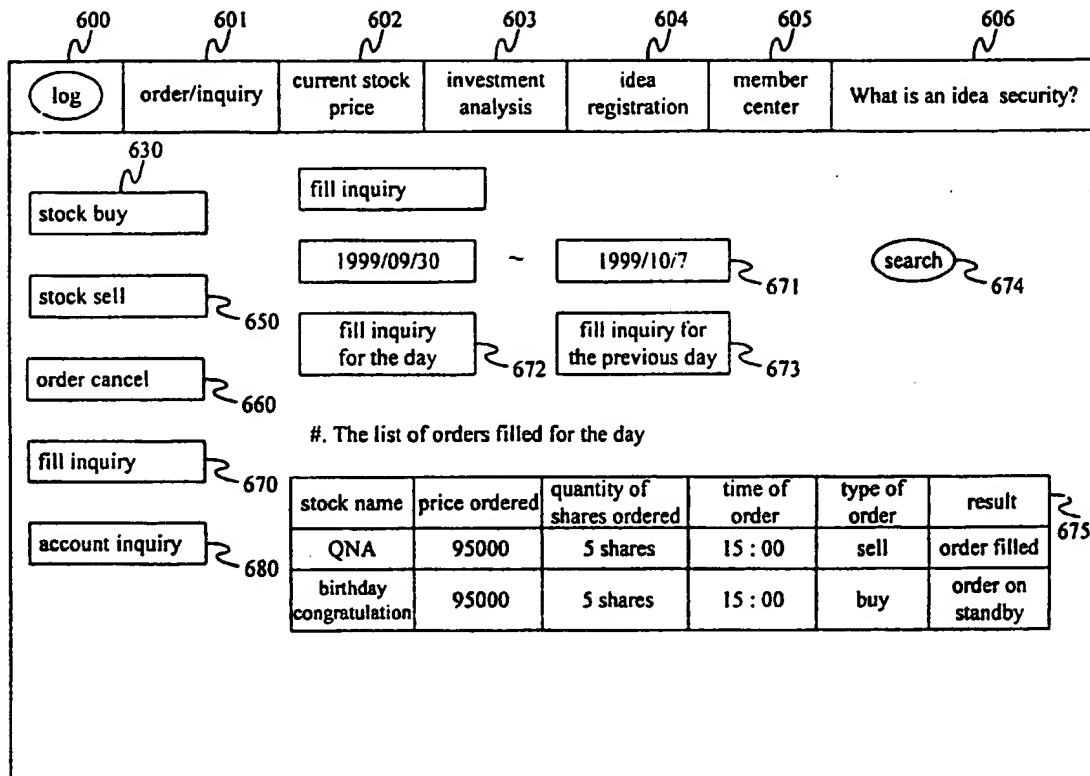 600 601 602 603 604 605 606
log order/inquiry current stock price investment analysis idea registration member center What is an idea security?
630
stock buy
fill inquiry
1999/09/30 ~ 1999/10/7 671 search 674
stock sell 650
fill inquiry for the day 672 fill inquiry for the previous day 673
order cancel 660
#. The list of orders filled for the day
fill inquiry 670
stock name price ordered quantity of shares ordered time of order type of order result 675
QNA 95000 5 shares 15 : 00 sell order filled
account inquiry 680
birthday congratulation 95000 5 shares 15 : 00 buy order on standby